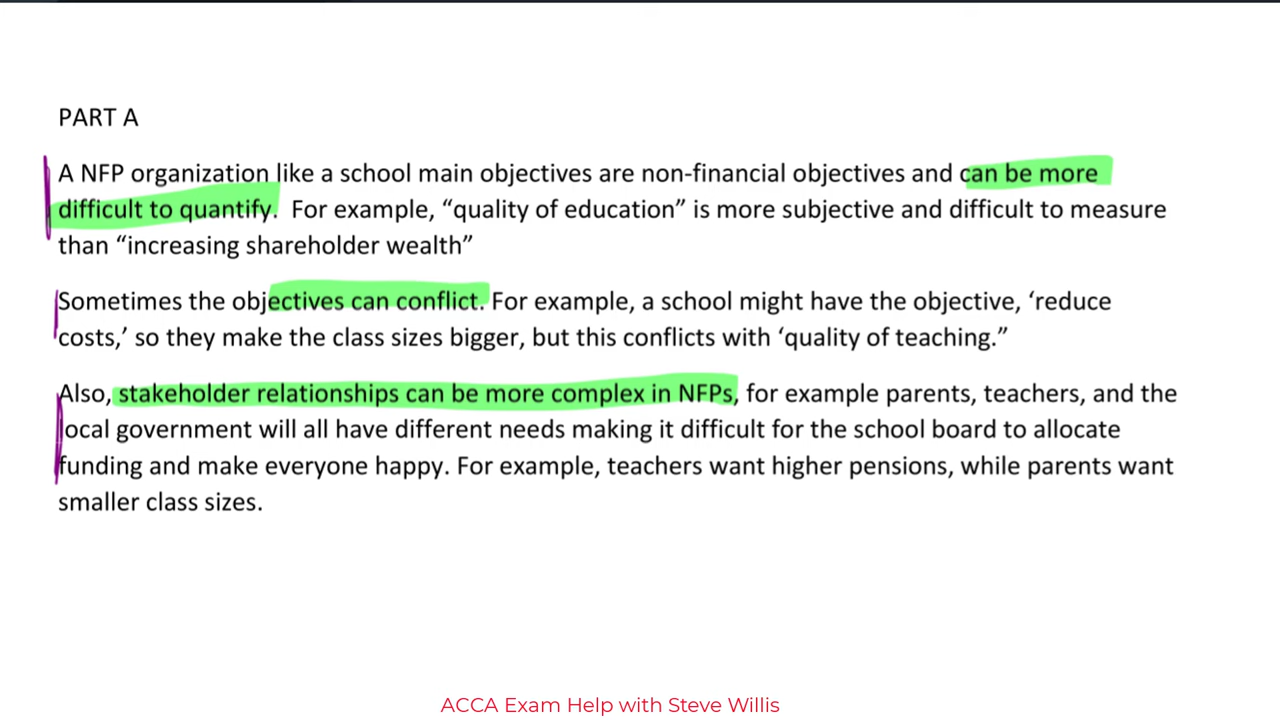 PART A
A NFP organization like a school main objectives are non-financial objectives and can be more
difficult to quantify.  For example, “quality of education” is more subjective and difficult to measure
than “increasing shareholder wealth”
Sometimes the objectives can conflict. For example, a school might have the objective, ‘reduce
costs,’ so they make the class sizes bigger, but this conflicts with ‘quality of teaching.”
Also, stakeholder relationships can be more complex in NFPs, for example parents, teachers, and the
local government will all have different needs making it difficult for the school board to allocate
funding and make everyone happy. For example, teachers want higher pensions, while parents want
smaller class sizes.
ACCA Exam Help with Steve Willis